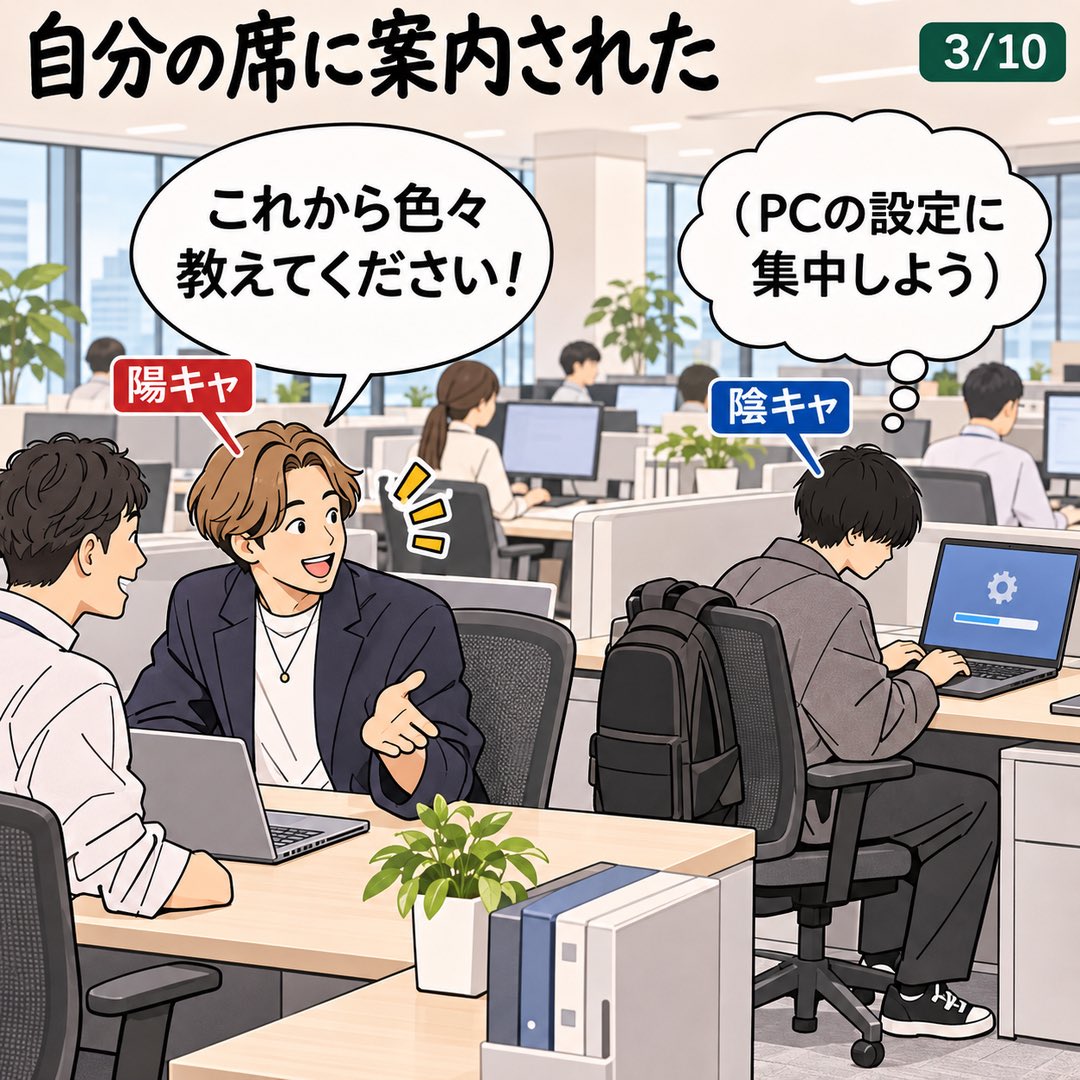 自分の席に案内された
3/10
これから色々
教えてください!
(PCの設定に
集中しよう)
陽キャ
陰キャ